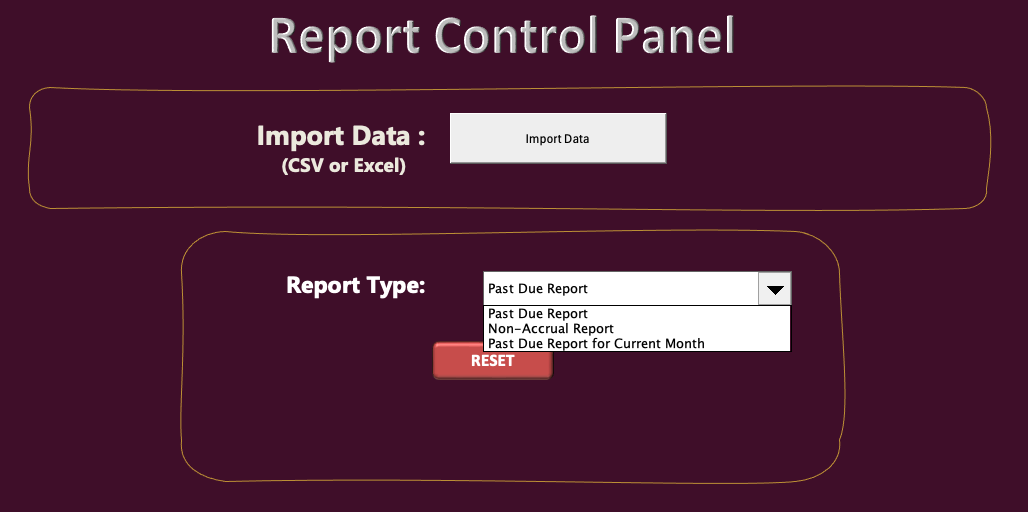 Report Control Panel
Import Data :
(CSV or Excel)
Import Data
Report Type:
Past Due Report
Past Due Report
Non-Accrual Report
Past Due Report for Current Month
RESET